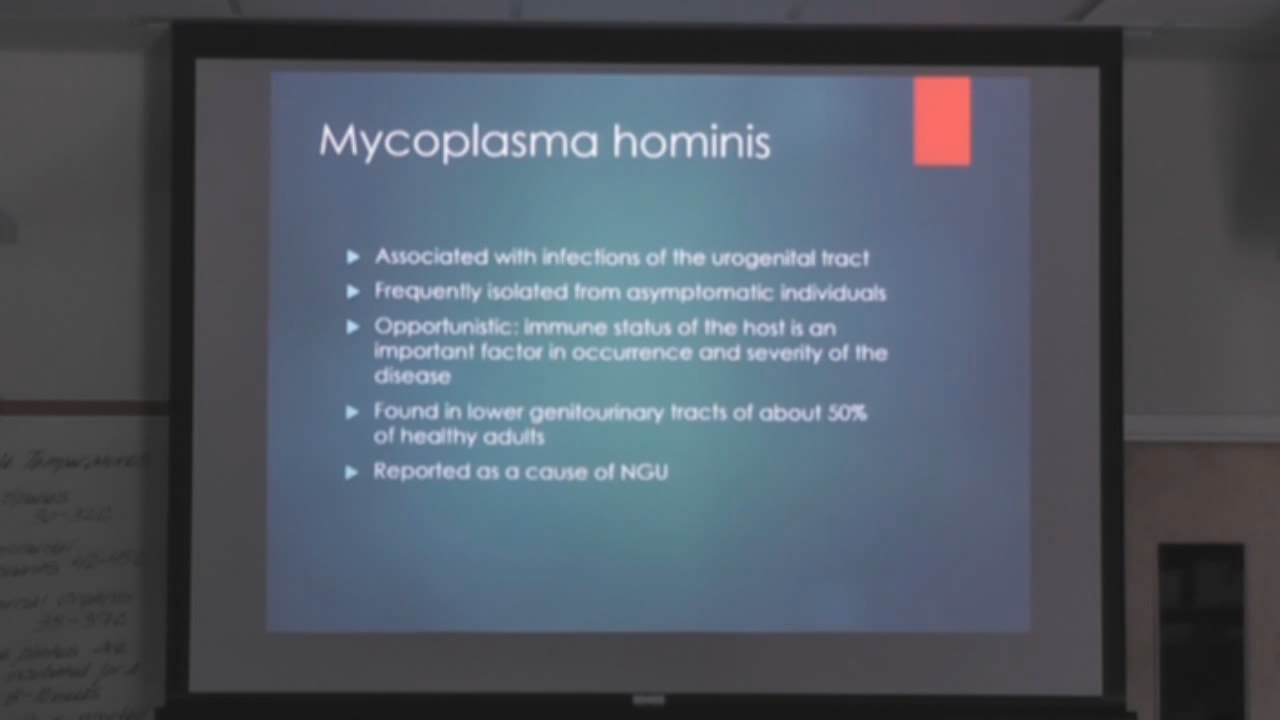 Mycoplasma hominis
Associated with infections of the urogenital tract
Frequently isolated from asymptomatic individuals
Opportunistic: immune status of the host is an
important factor in occurrence and severity of the
disease
Found in lower genitourinary tracts of about 50%
of healthy adults
Reported as a cause of NGU